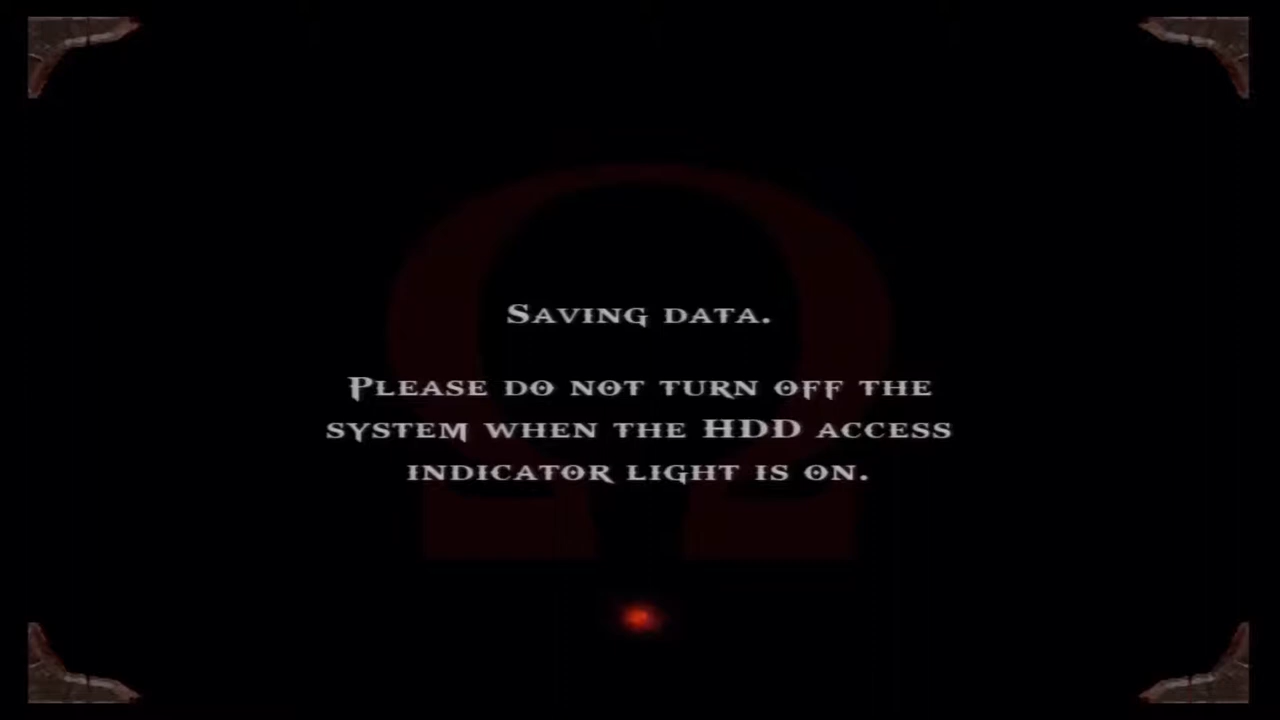 Saving data.
Please do not turn off the
system when the HDD access
indicator light is on.